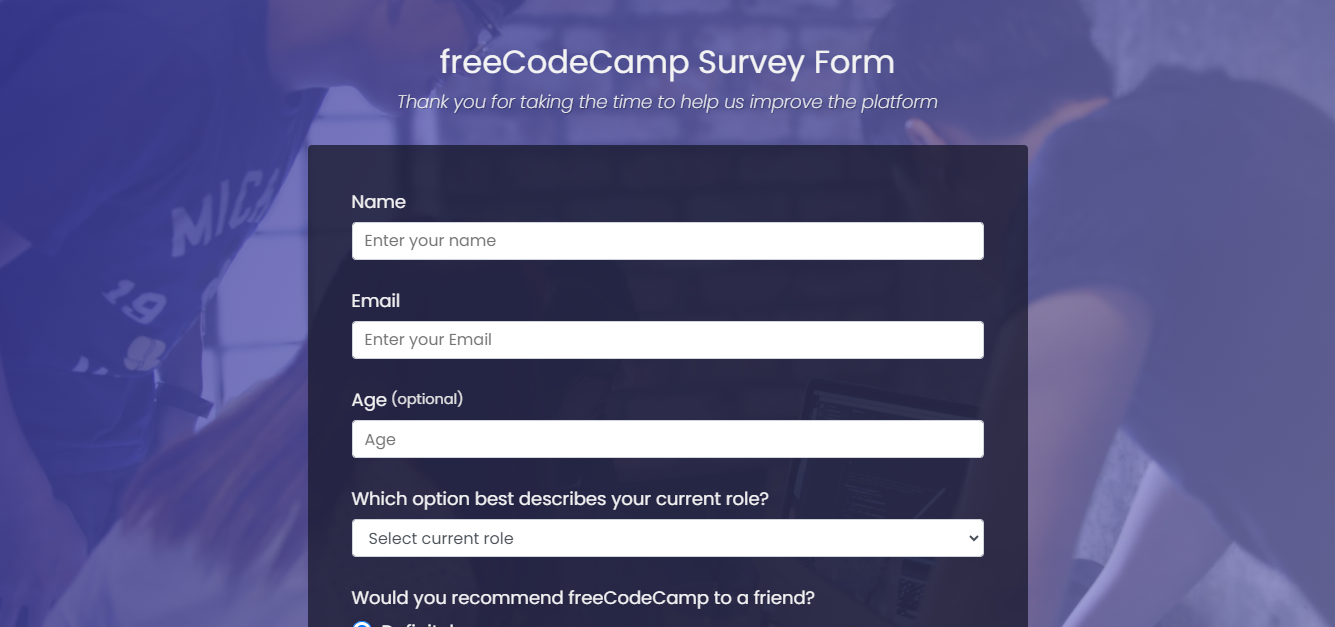 freeCodeCamp Survey Form
Thank you for taking the time to help us improve the platform
Name
Enter your name
Email
Enter your Email
Age (optional)
Age
Which option best describes your current role?
Select current role
Would you recommend freeCodeCamp to a friend?
19